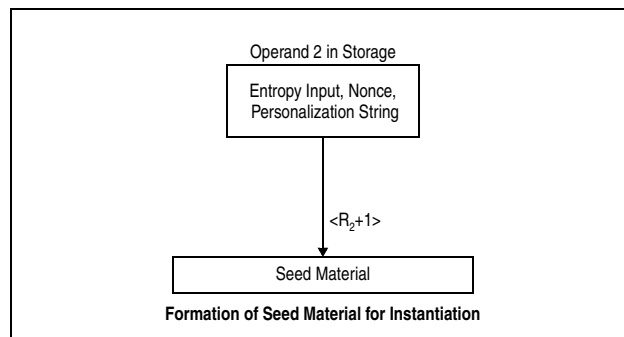 Operand 2 in Storage
Entropy Input, Nonce,
Personalization String
<R2+1>
Seed Material
Formation of Seed Material for Instantiation